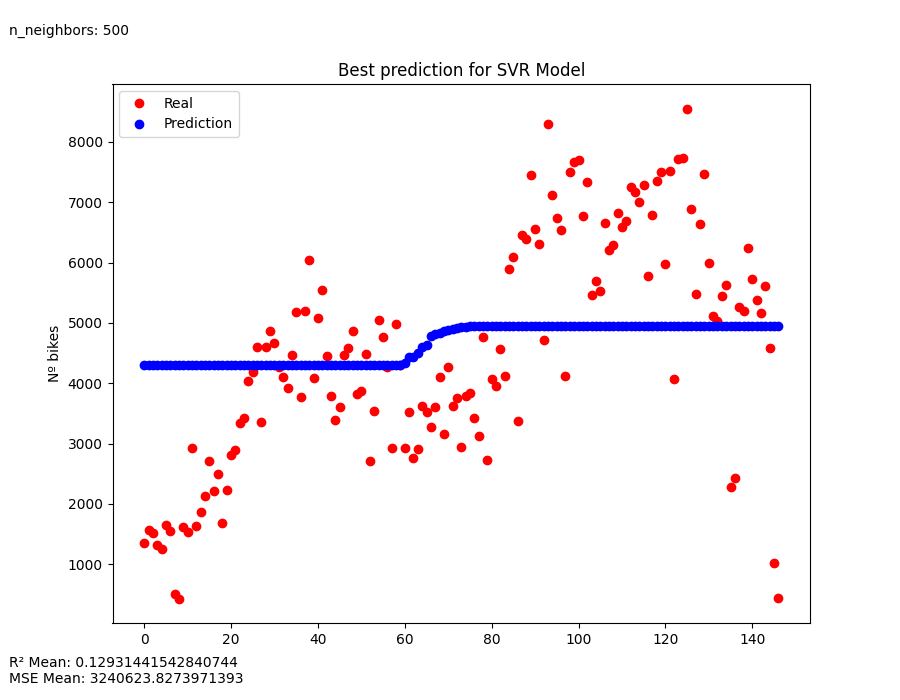 n_neighbors: 500
Best prediction for SVR Model
Real
Prediction
Nº bikes
8000
7000
6000
5000
4000
3000
2000
1000
0 20 40 60 80 100 120 140
R² Mean: 0.12931441542840744
MSE Mean: 3240623.8273971393